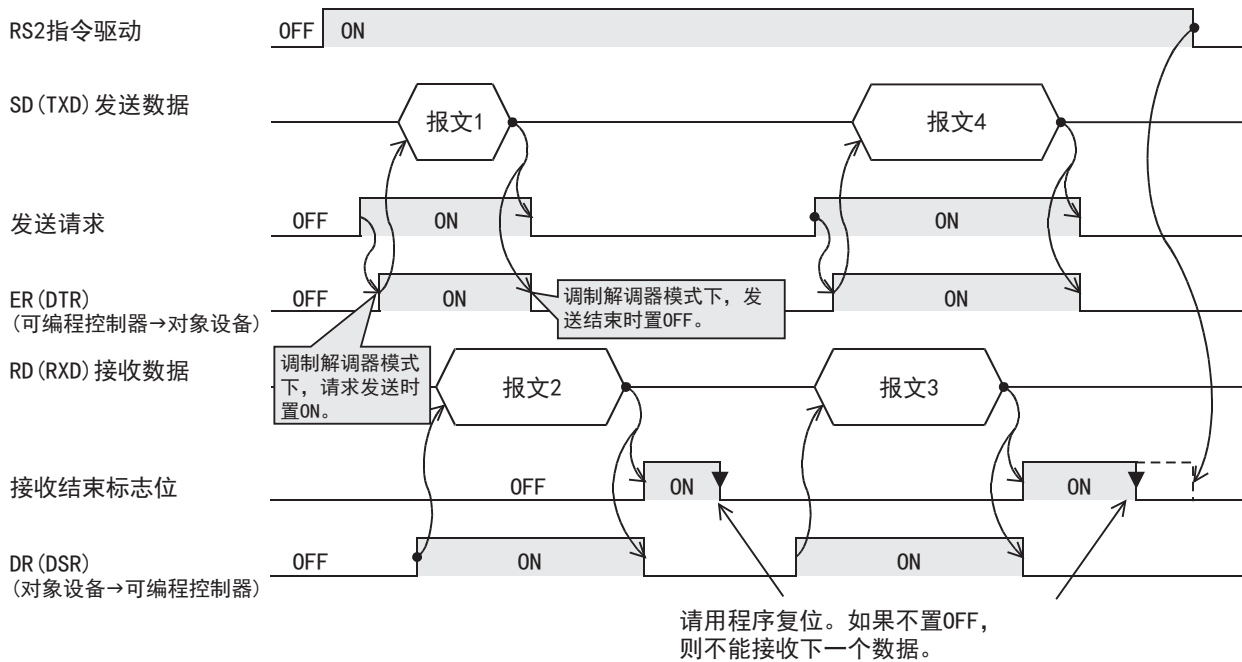 RS2指令驱动
OFF
ON
SD(TXD)发送数据
报文1
报文4
发送请求
OFF
ON
ON
ER(DTR)
(可编程控制器→对象设备)
OFF
ON
调制解调器模式下，发
送结束时置OFF。
ON
调制解调器模式
下，请求发送时
置ON。
RD(RXD)接收数据
报文2
报文3
接收结束标志位
OFF
ON
ON
DR(DSR)
(对象设备→可编程控制器)
OFF
ON
ON
请用程序复位。如果不置OFF，
则不能接收下一个数据。